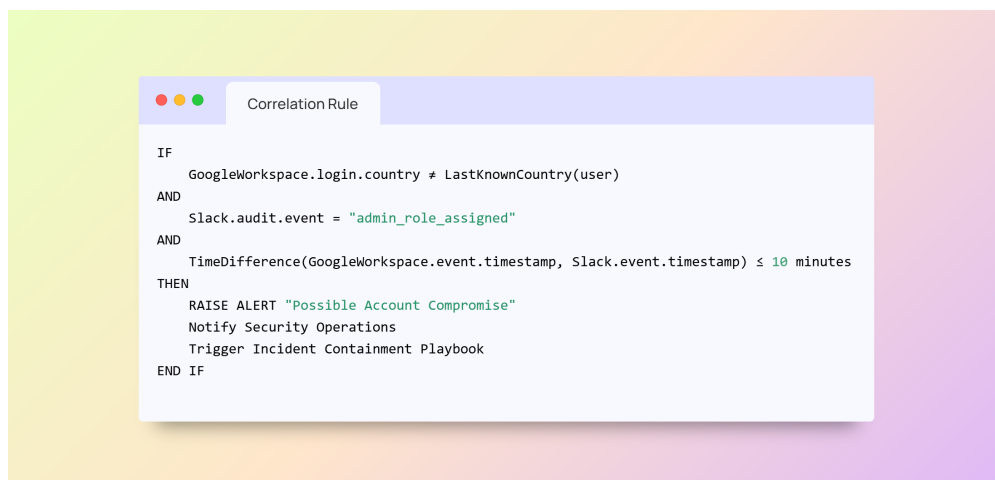 Correlation Rule
IF
GoogleWorkspace.login.country ≠ LastKnownCountry(user)
AND
Slack.audit.event = "admin_role_assigned"
AND
TimeDifference(GoogleWorkspace.event.timestamp, Slack.event.timestamp) ≤ 10 minutes
THEN
RAISE ALERT "Possible Account Compromise"
Notify Security Operations
Trigger Incident Containment Playbook
END IF